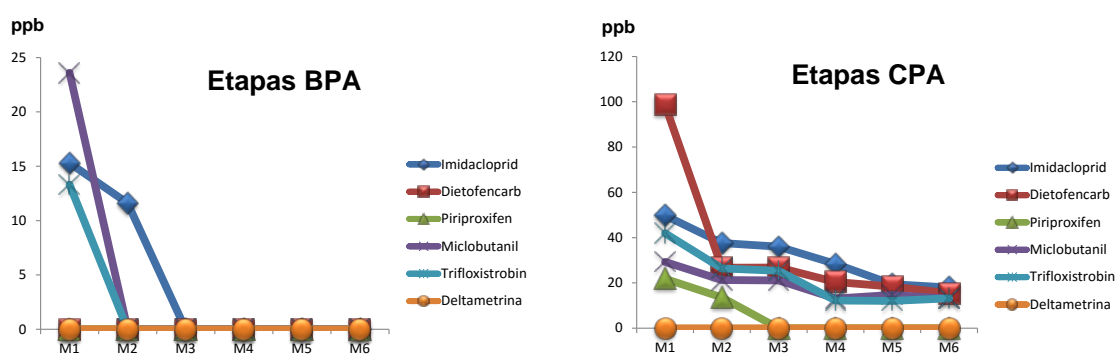 ppb
Etapas BPA
25
20
15
10
5
0
M1 M2 M3 M4 M5 M6
Imidacloprid
Dietofencarb
Piriproxifen
Miclobutanil
Trifloxistrobin
Deltametrina
ppb
Etapas CPA
120
100
80
60
40
20
0
M1 M2 M3 M4 M5 M6
Imidacloprid
Dietofencarb
Piriproxifen
Miclobutanil
Trifloxistrobin
Deltametrina